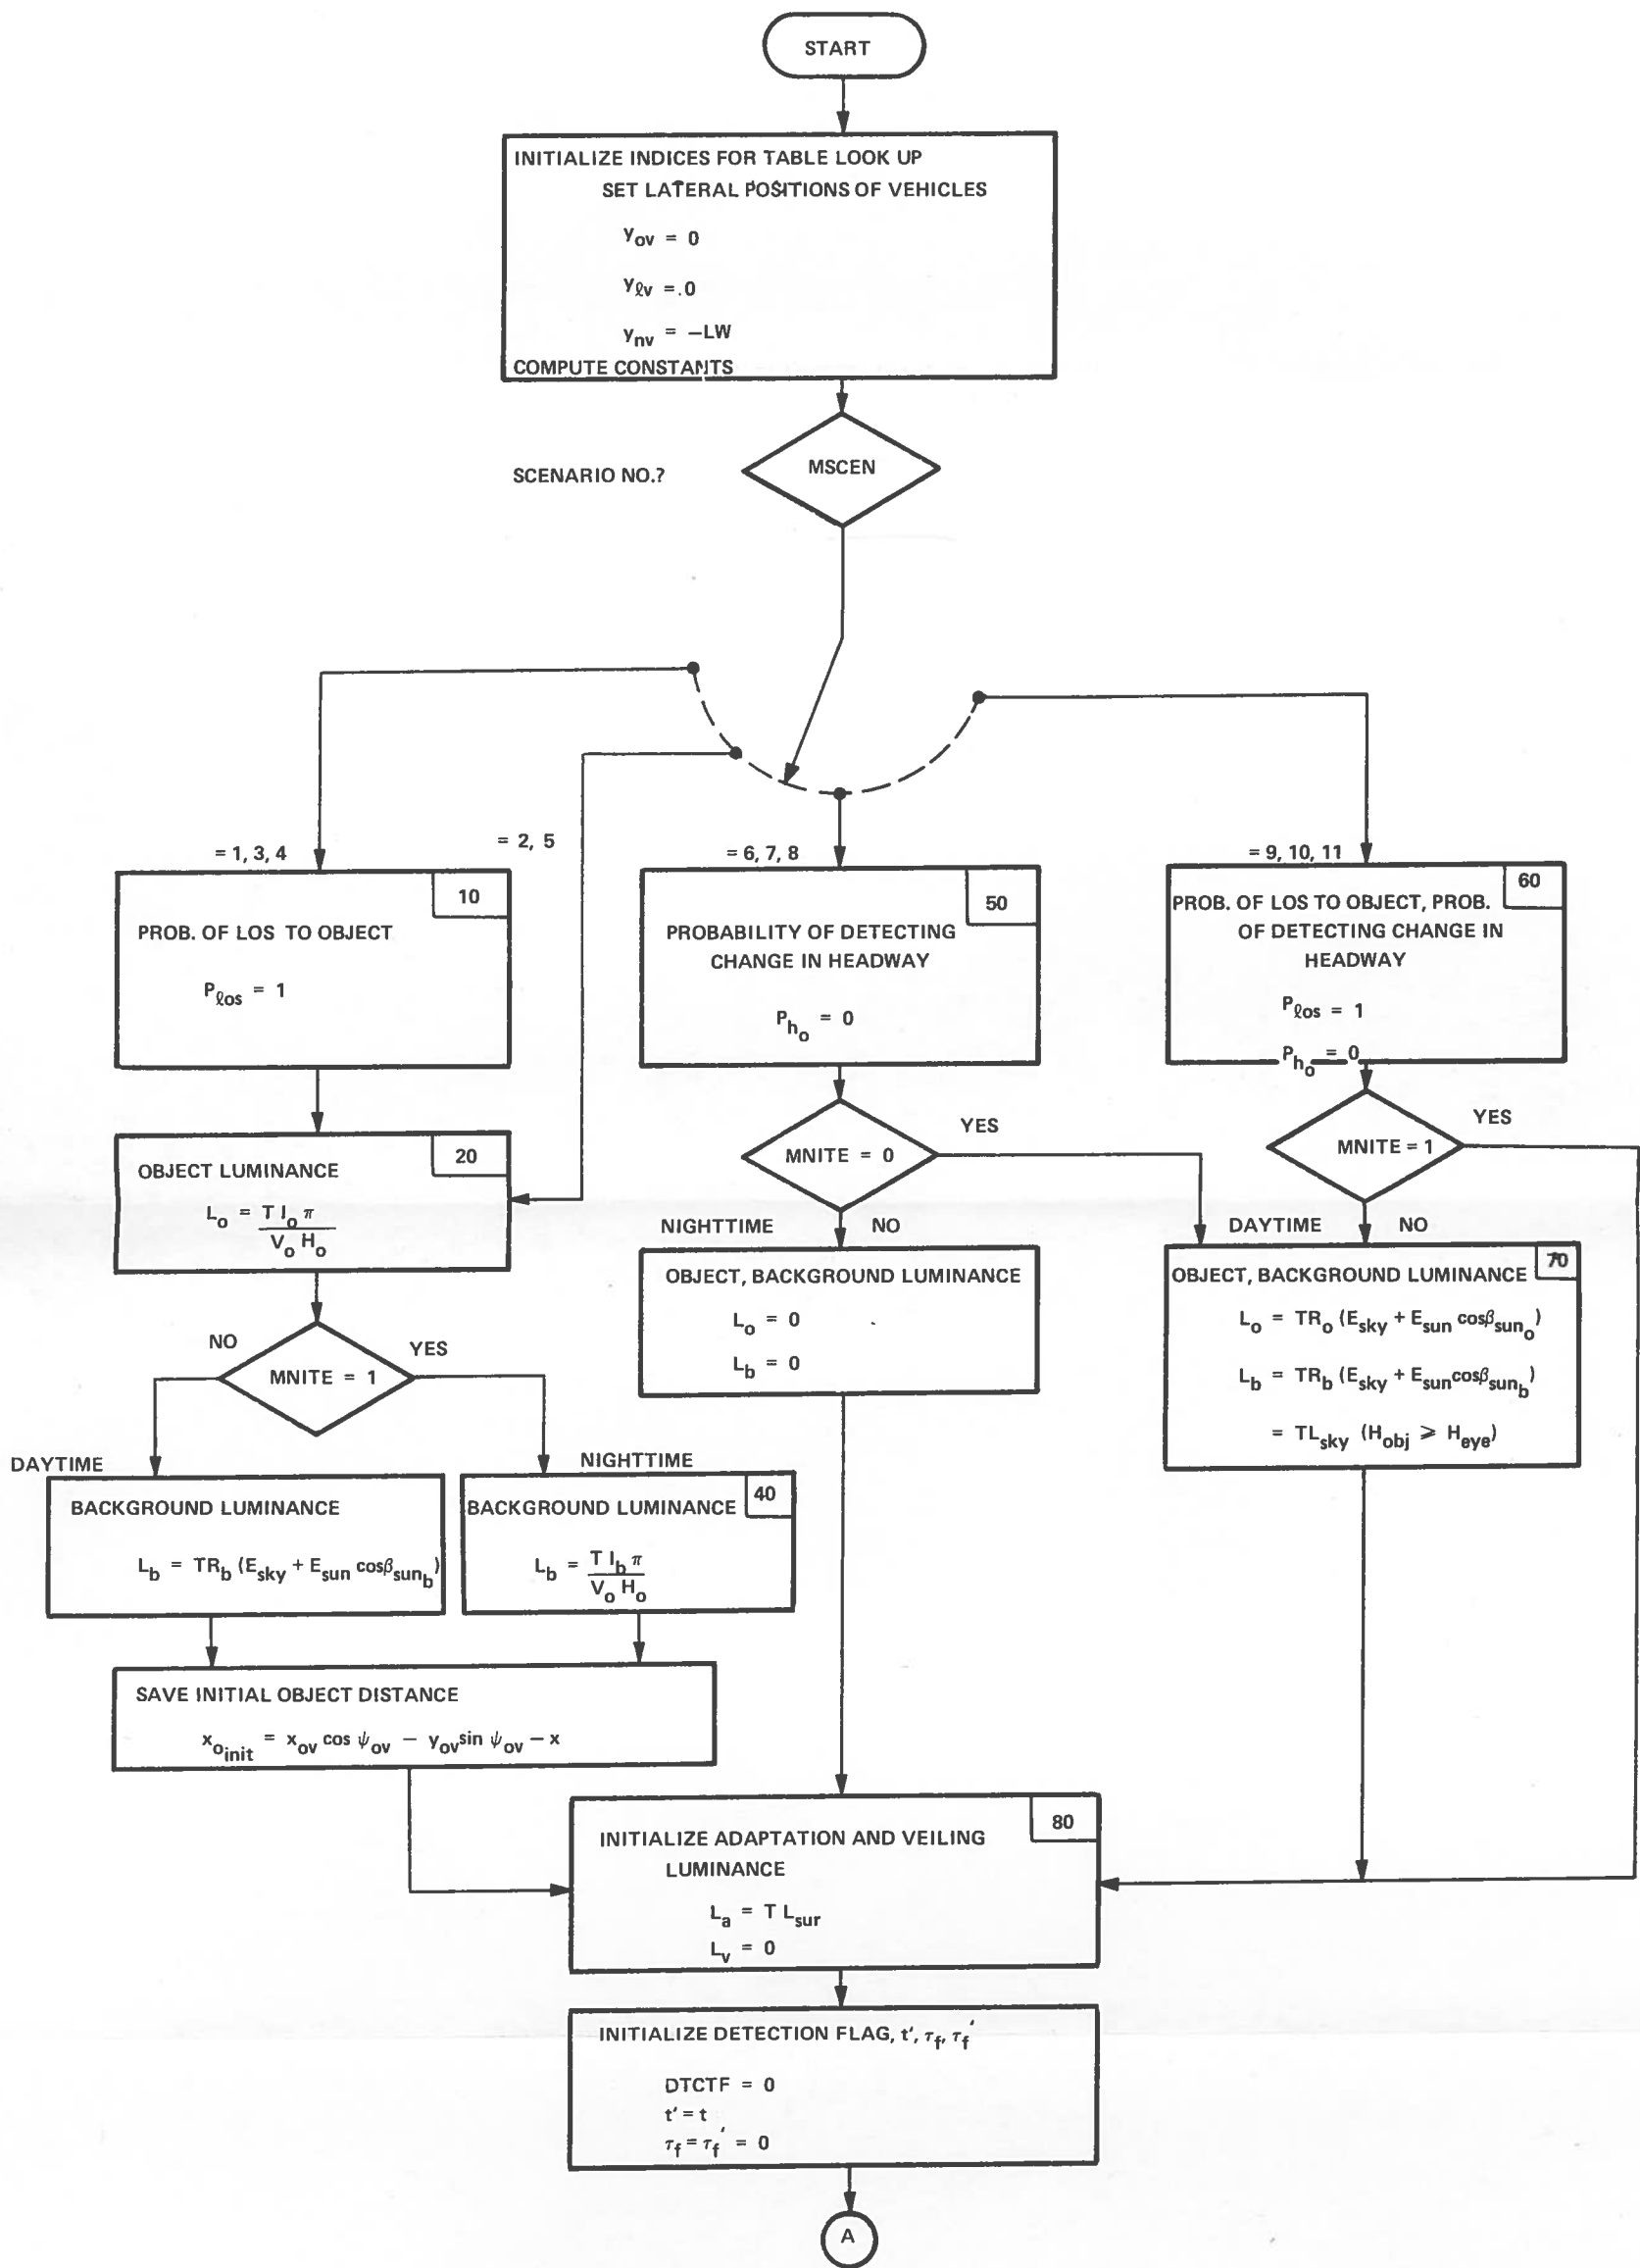 START
INITIALIZE INDICES FOR TABLE LOOK UP
SET LATERAL POSITIONS OF VEHICLES
y_ov = 0
y_ℓv = .0
y_nv = −LW
COMPUTE CONSTANTS
SCENARIO NO.?
MSCEN
= 1, 3, 4
= 2, 5
= 6, 7, 8
= 9, 10, 11
10
PROB. OF LOS TO OBJECT
P_ℓos = 1
50
PROBABILITY OF DETECTING
CHANGE IN HEADWAY
P_h_o = 0
60
PROB. OF LOS TO OBJECT, PROB.
OF DETECTING CHANGE IN
HEADWAY
P_ℓos = 1
P_h_o = 0
20
OBJECT LUMINANCE
L_o = T I_o π
V_o H_o
MNITE = 0
YES
NIGHTTIME
NO
MNITE = 1
YES
DAYTIME
NO
OBJECT, BACKGROUND LUMINANCE
L_o = 0
L_b = 0
70
OBJECT, BACKGROUND LUMINANCE
L_o = TR_o (E_sky + E_sun cosβ_sun_o)
L_b = TR_b (E_sky + E_sun cosβ_sun_b)
= TL_sky (H_obj ⩾ H_eye)
NO
MNITE = 1
YES
DAYTIME
NIGHTTIME
BACKGROUND LUMINANCE
L_b = TR_b (E_sky + E_sun cosβ_sun_b)
40
BACKGROUND LUMINANCE
L_b = T I_b π
V_o H_o
SAVE INITIAL OBJECT DISTANCE
x_o_init = x_ov cos ψ_ov − y_ov sin ψ_ov − x
80
INITIALIZE ADAPTATION AND VEILING
LUMINANCE
L_a = T L_sur
L_v = 0
INITIALIZE DETECTION FLAG, t′, τ_f, τ_f′
DTCTF = 0
t′ = t
τ_f = τ_f′ = 0
A